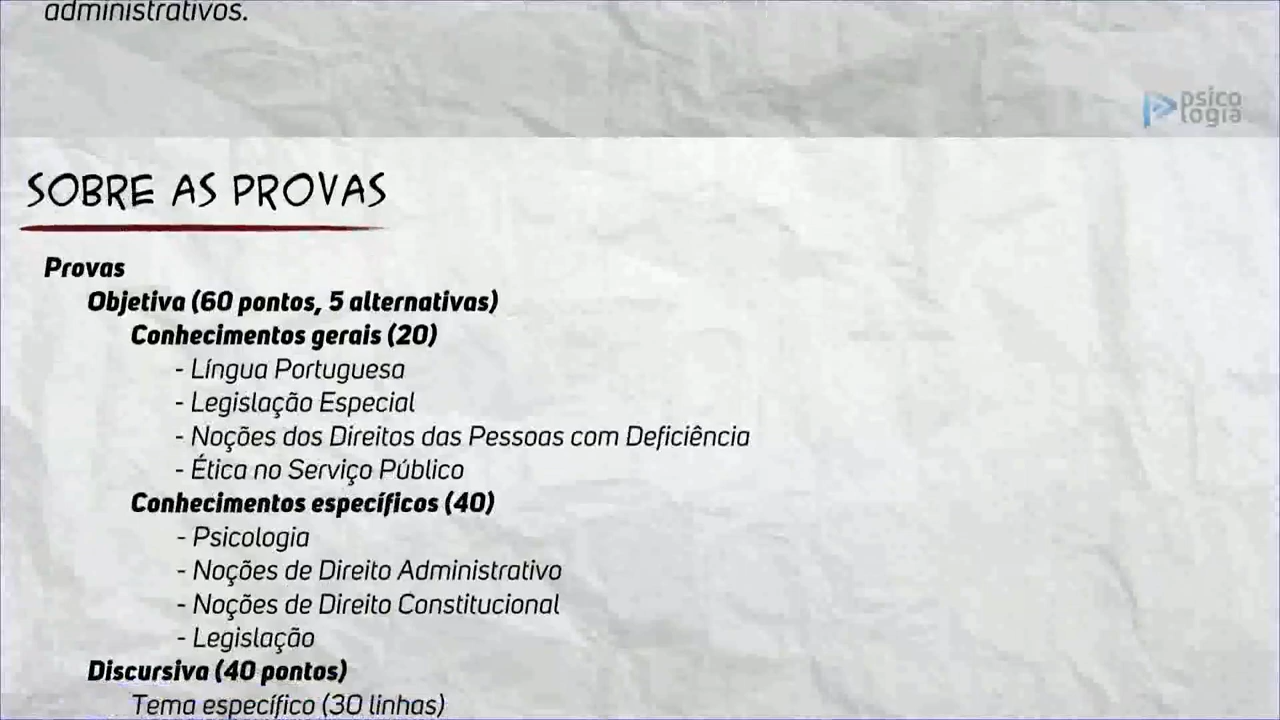 administrativos.
psico
logia
SOBRE AS PROVAS
Provas
Objetiva (60 pontos, 5 alternativas)
Conhecimentos gerais (20)
- Língua Portuguesa
- Legislação Especial
- Noções dos Direitos das Pessoas com Deficiência
- Ética no Serviço Público
Conhecimentos específicos (40)
- Psicologia
- Noções de Direito Administrativo
- Noções de Direito Constitucional
- Legislação
Discursiva (40 pontos)
Tema específico (30 linhas)